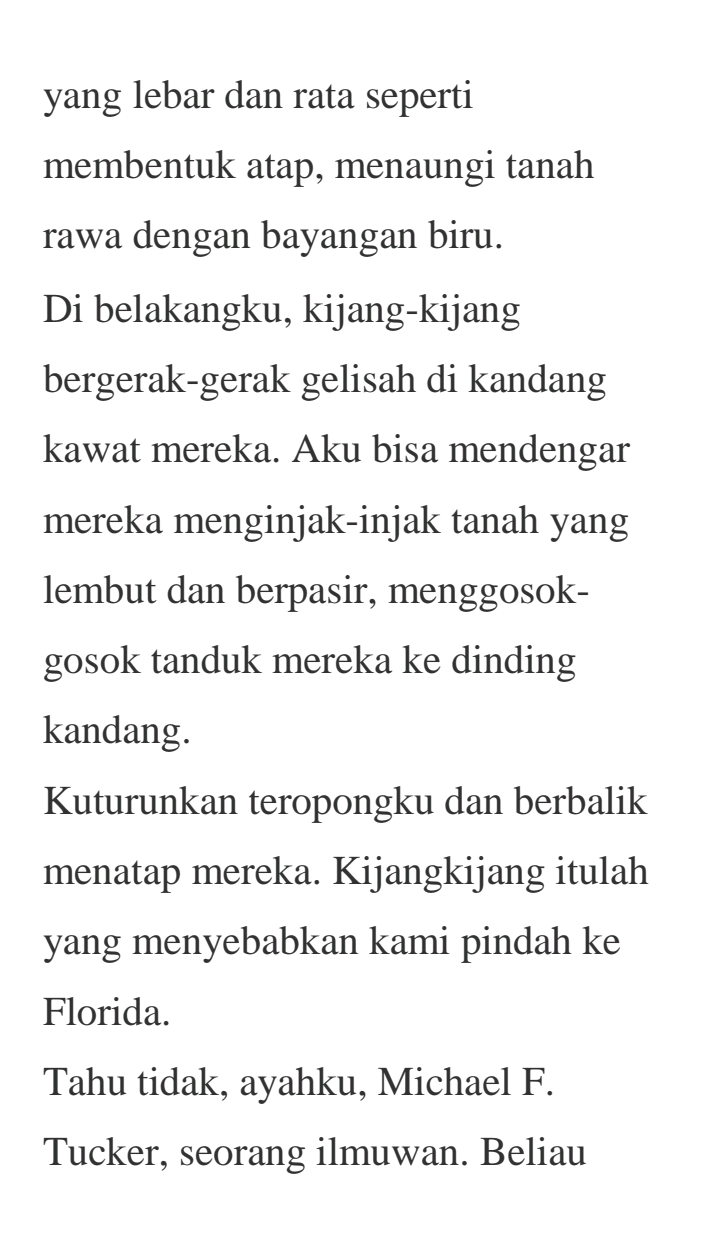 yang lebar dan rata seperti
membentuk atap, menaungi tanah
rawa dengan bayangan biru.
Di belakangku, kijang-kijang
bergerak-gerak gelisah di kandang
kawat mereka. Aku bisa mendengar
mereka menginjak-injak tanah yang
lembut dan berpasir, menggosok-
gosok tanduk mereka ke dinding
kandang.
Kuturunkan teropongku dan berbalik
menatap mereka. Kijangkijang itulah
yang menyebabkan kami pindah ke
Florida.
Tahu tidak, ayahku, Michael F.
Tucker, seorang ilmuwan. Beliau